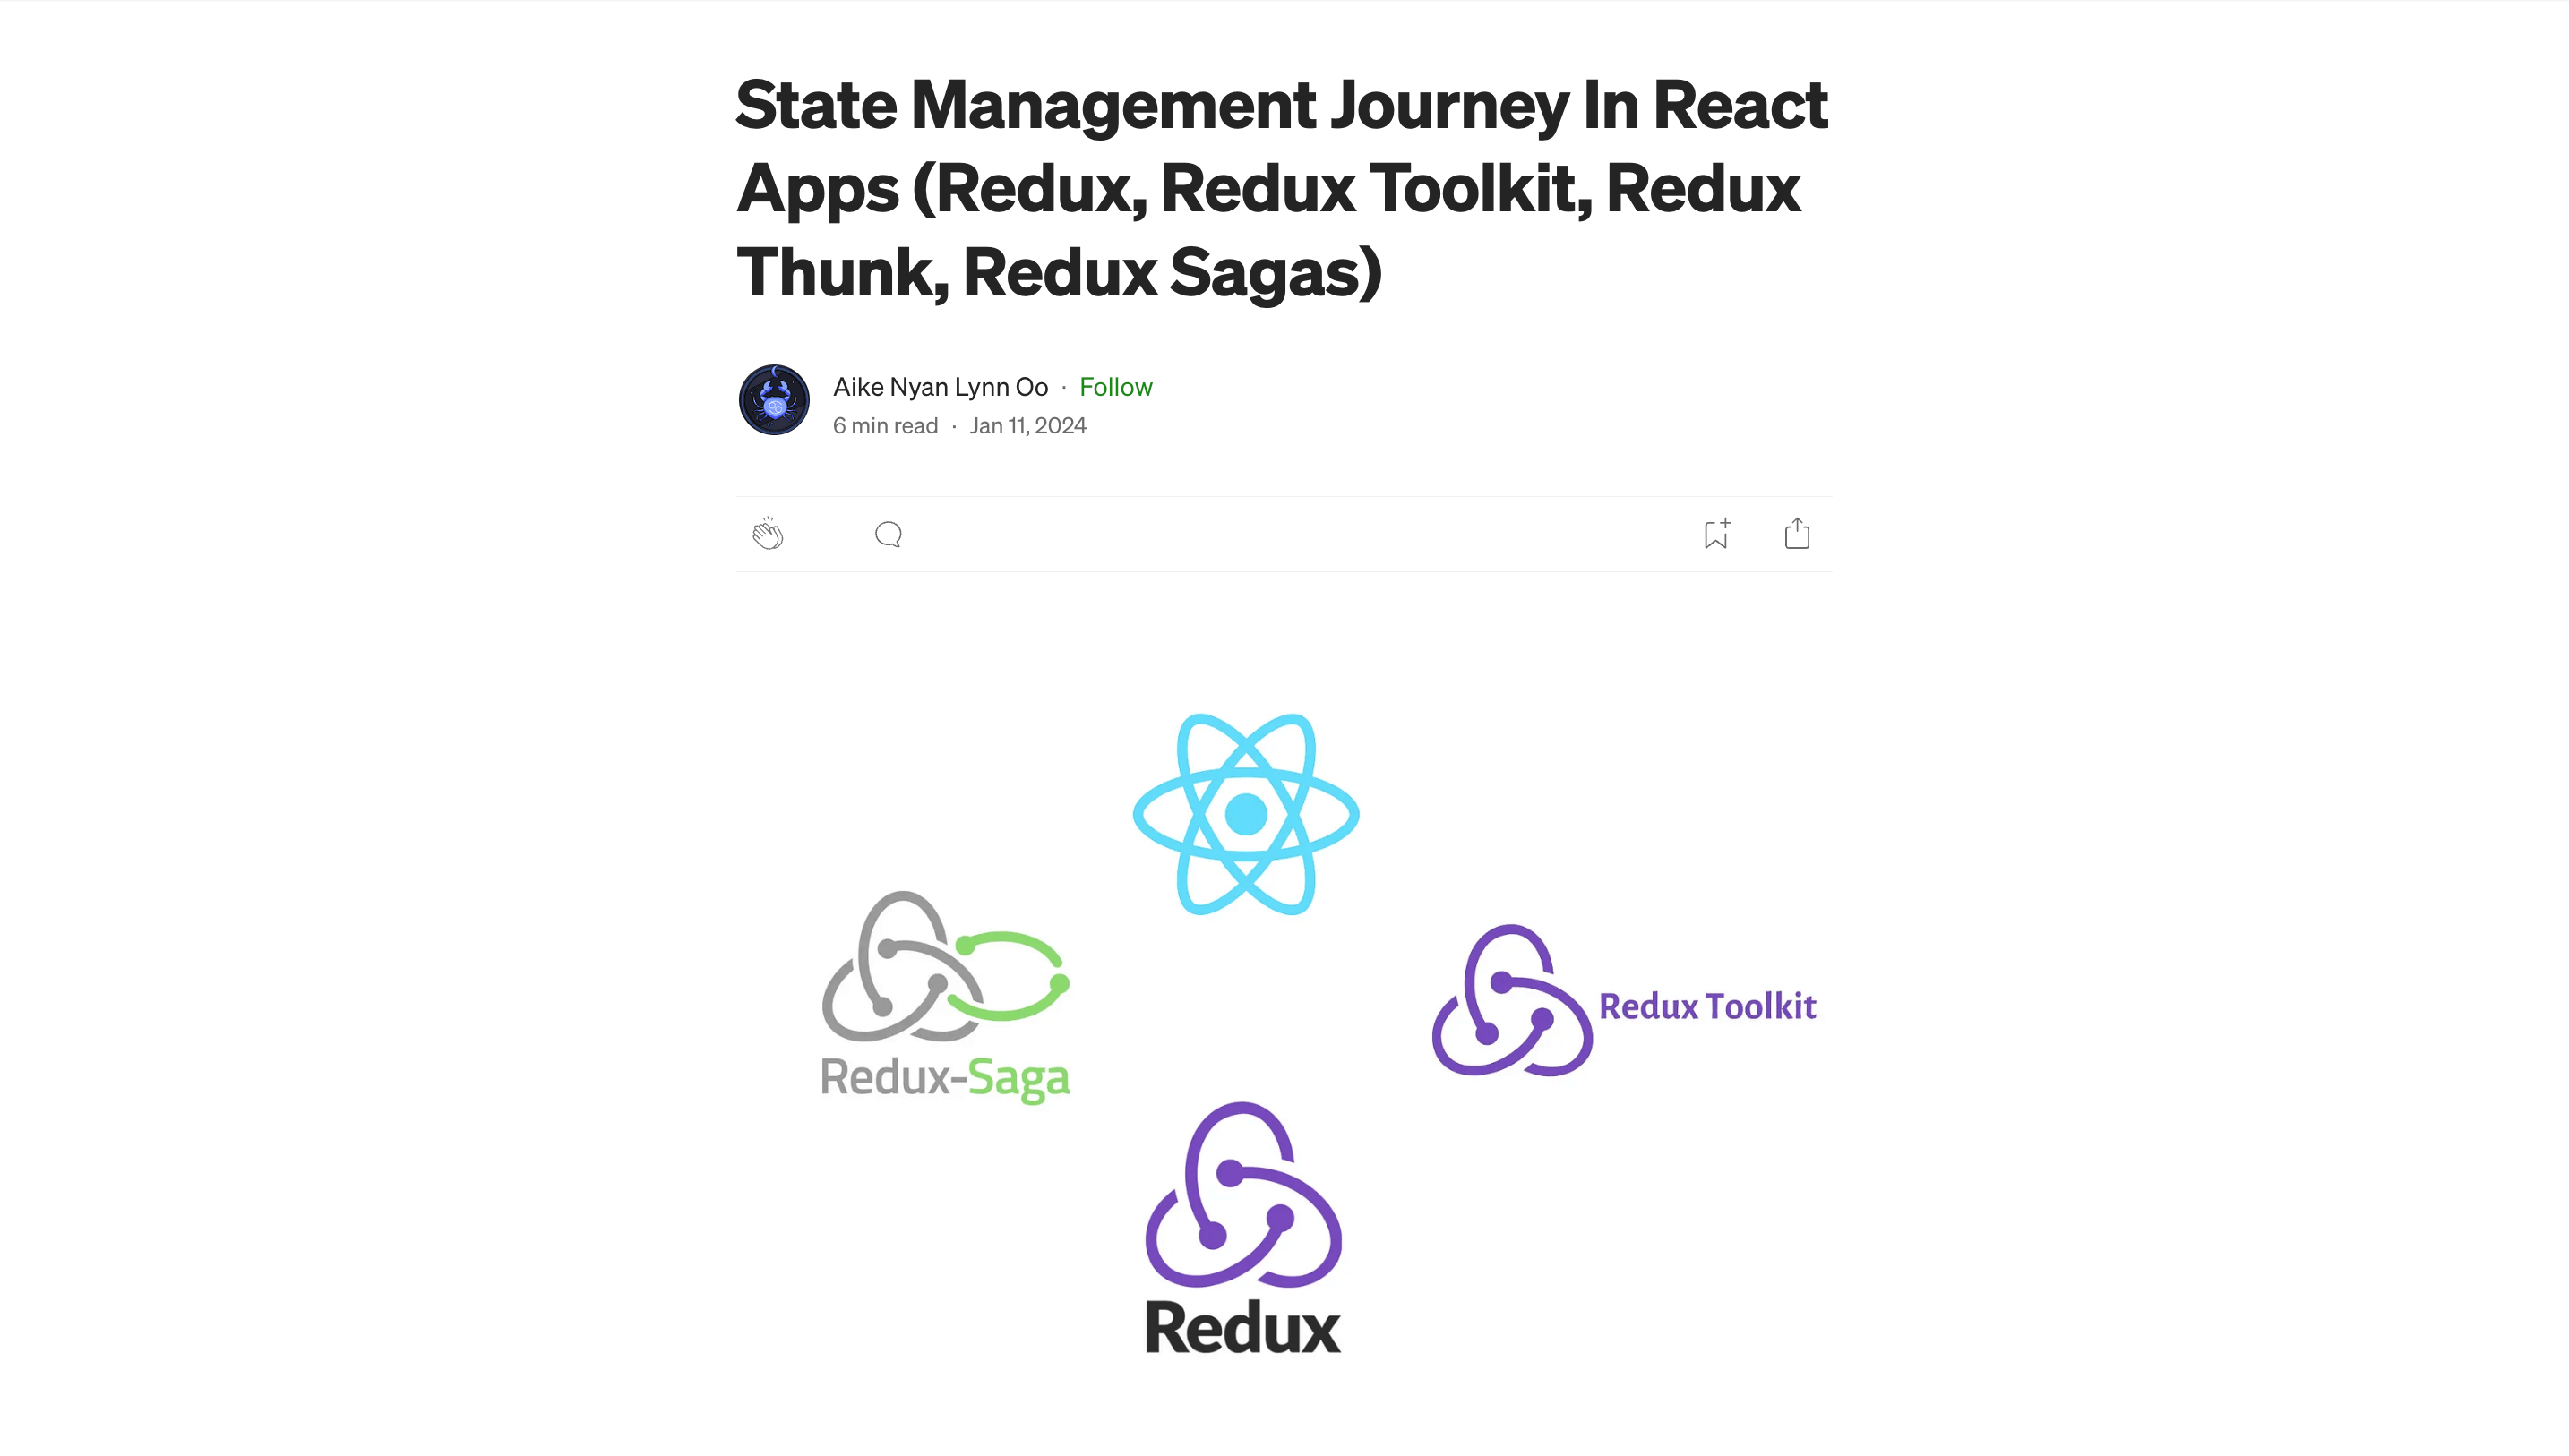 State Management Journey In React
Apps (Redux, Redux Toolkit, Redux
Thunk, Redux Sagas)
Aike Nyan Lynn Oo · Follow
6 min read · Jan 11, 2024
Redux Toolkit
Redux-Saga
Redux